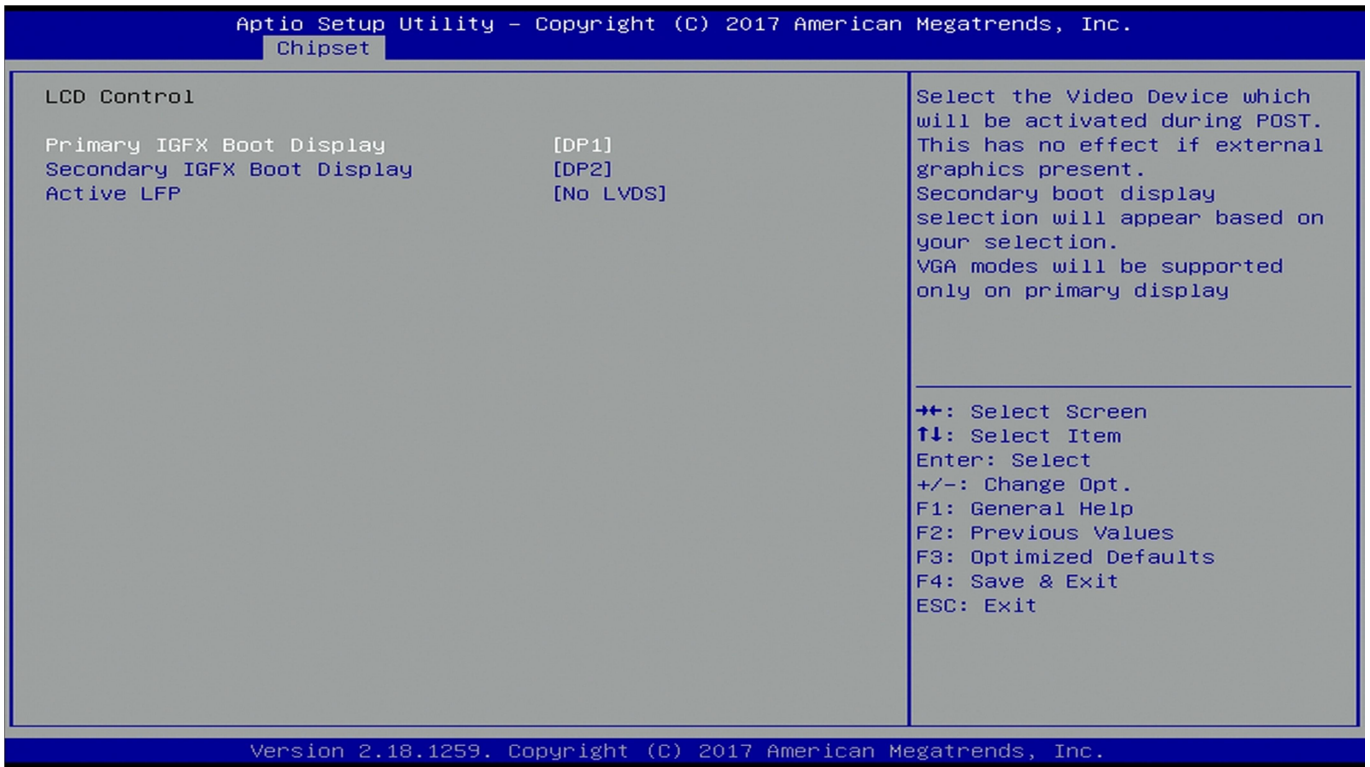 Aptio Setup Utility – Copyright (C) 2017 American Megatrends, Inc.
Chipset
LCD Control
Primary IGFX Boot Display [DP1]
Secondary IGFX Boot Display [DP2]
Active LFP [No LVDS]
Select the Video Device which
will be activated during POST.
This has no effect if external
graphics present.
Secondary boot display
selection will appear based on
your selection.
VGA modes will be supported
only on primary display
→←: Select Screen
↑↓: Select Item
Enter: Select
+/-: Change Opt.
F1: General Help
F2: Previous Values
F3: Optimized Defaults
F4: Save & Exit
ESC: Exit
Version 2.18.1259. Copyright (C) 2017 American Megatrends, Inc.